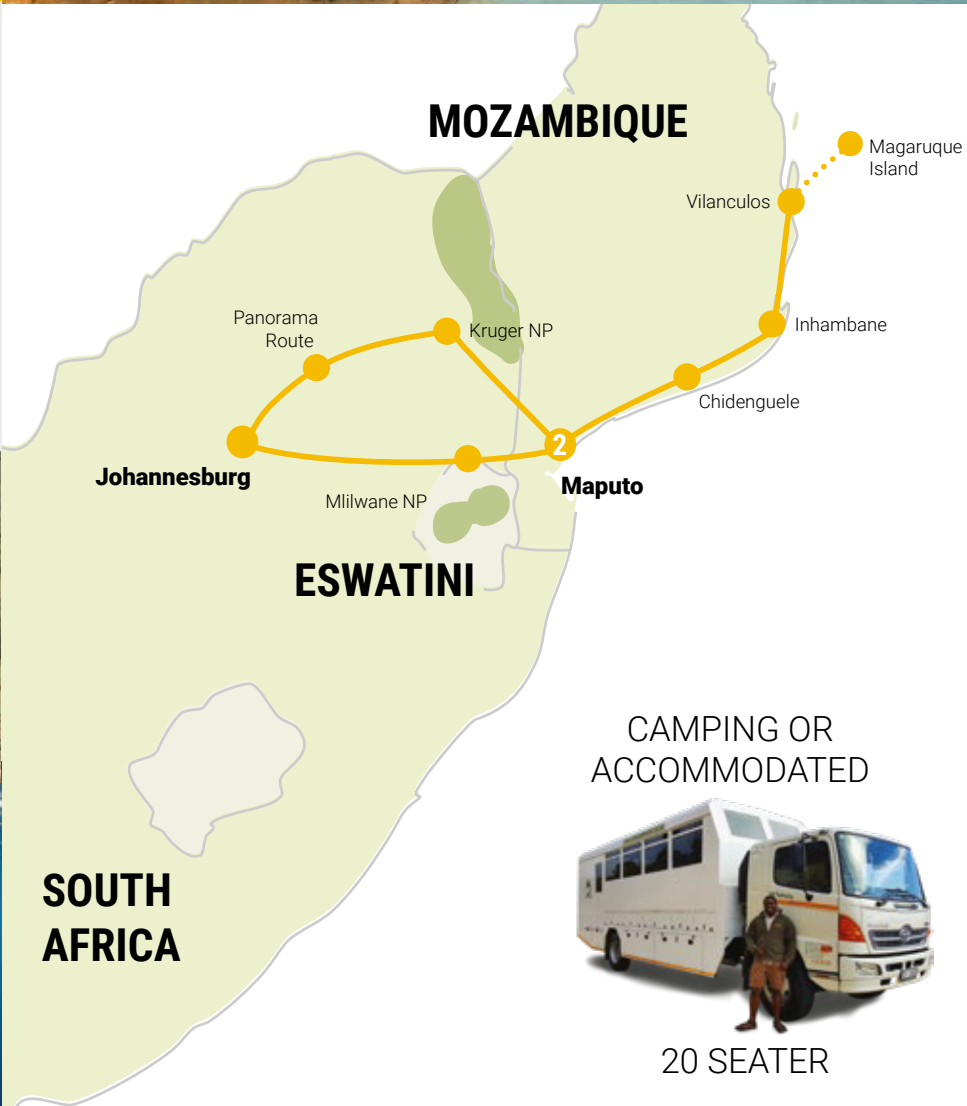 MOZAMBIQUE
Magaruque
Island
Vilanculos
Panorama
Route
Kruger NP
Inhambane
Chidenguele
2
Johannesburg
Maputo
Mlilwane NP
ESWATINI
CAMPING OR
ACCOMMODATED
SOUTH
AFRICA
20 SEATER